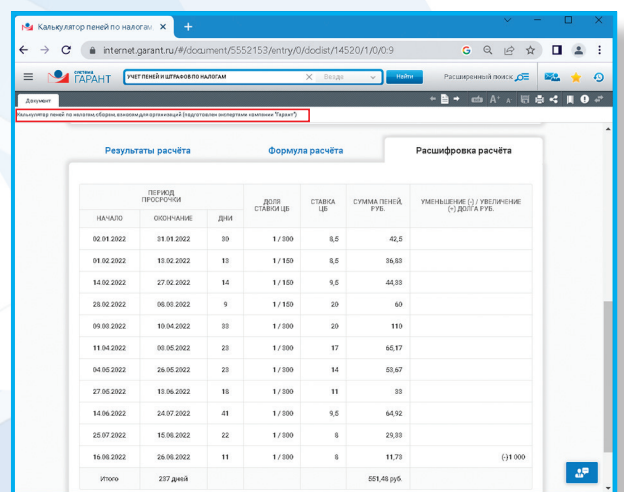 Калькулятор пеней по налогам
internet.garant.ru/#/document/5552153/entry/0/doclist/14520/1/0/0:9
СИСТЕМА
ГАРАНТ
УЧЕТ ПЕНЕЙ И ШТРАФОВ ПО НАЛОГАМ
Везде
Найти
Расширенный поиск
Документ
Калькулятор пеней по налогам, сборам, взносам для организаций (подготовлен экспертами компании "Гарант")
Результаты расчёта Формула расчёта Расшифровка расчёта
ПЕРИОД ПРОСРОЧКИ ДОЛЯ СТАВКИ ЦБ СТАВКА ЦБ СУММА ПЕНЕЙ, РУБ. УМЕНЬШЕНИЕ (-) / УВЕЛИЧЕНИЕ (+) ДОЛГА РУБ.
НАЧАЛО ОКОНЧАНИЕ ДНИ
02.01.2022 31.01.2022 30 1 / 300 8,5 42,5
01.02.2022 13.02.2022 13 1 / 150 8,5 36,83
14.02.2022 27.02.2022 14 1 / 150 9,5 44,33
28.02.2022 08.03.2022 9 1 / 150 20 60
09.03.2022 10.04.2022 33 1 / 300 20 110
11.04.2022 03.05.2022 23 1 / 300 17 65,17
04.05.2022 26.05.2022 23 1 / 300 14 53,67
27.05.2022 13.06.2022 18 1 / 300 11 33
14.06.2022 24.07.2022 41 1 / 300 9,5 64,92
25.07.2022 15.08.2022 22 1 / 300 8 29,33
16.08.2022 26.08.2022 11 1 / 300 8 11,73 (-)1 000
Итого 237 дней 551,48 руб.